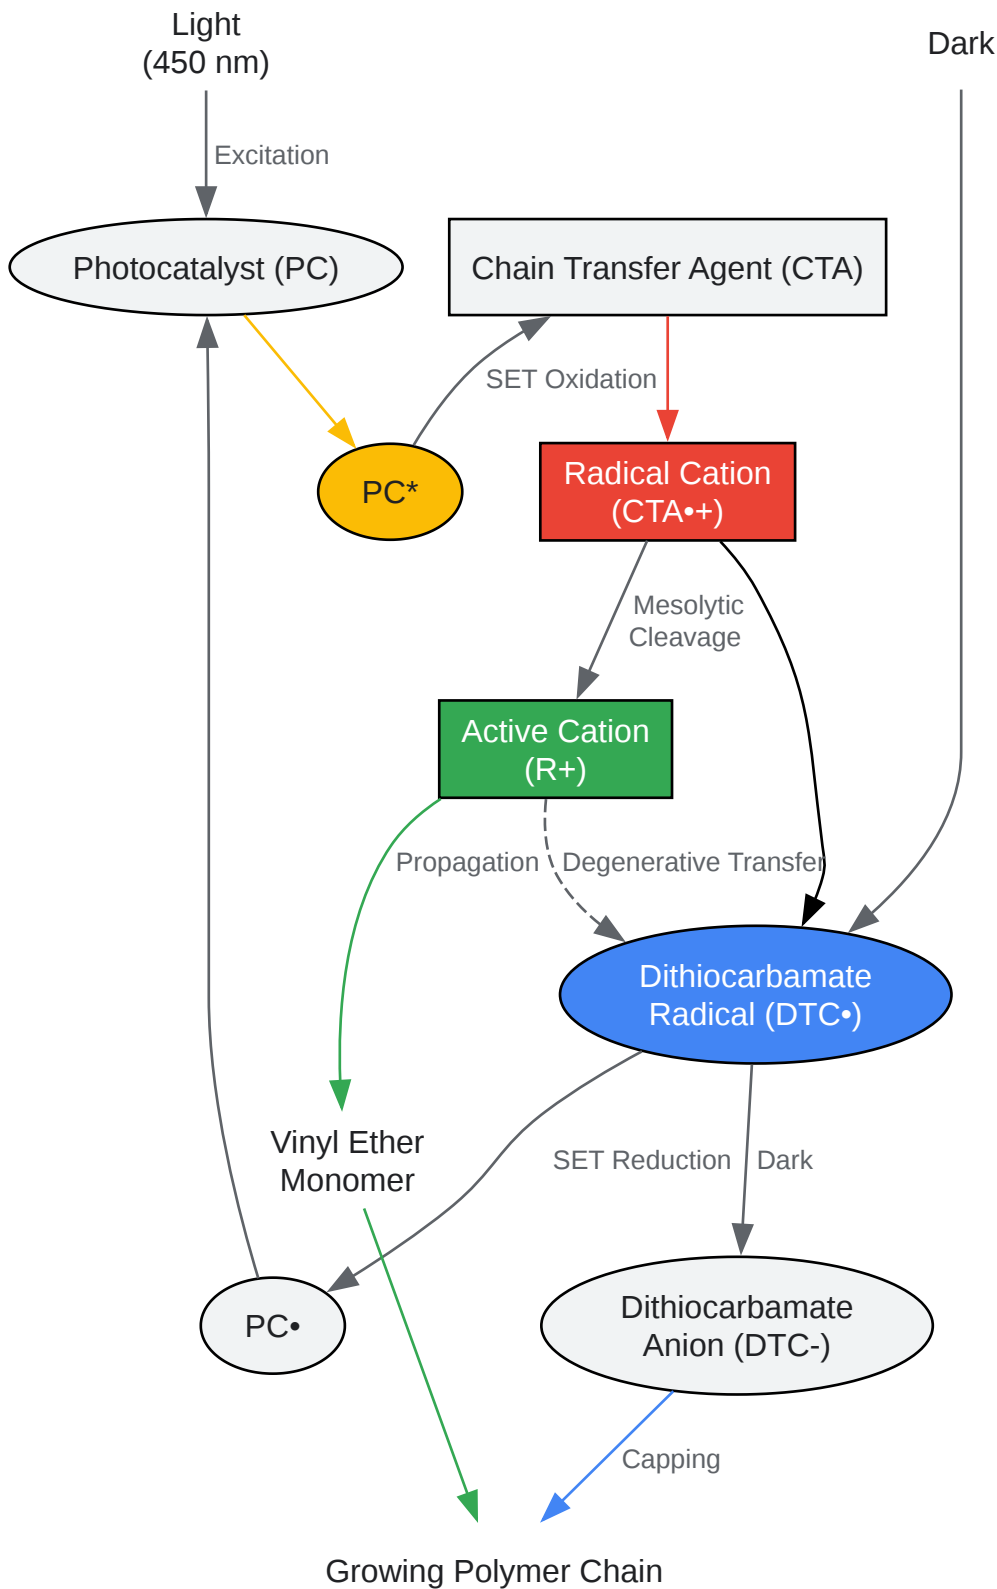 Light
(450 nm)
Dark
Excitation
Photocatalyst (PC)
Chain Transfer Agent (CTA)
SET Oxidation
PC*
Radical Cation
(CTA•+)
Mesolytic
Cleavage
Active Cation
(R+)
Propagation
Degenerative Transfer
Dithiocarbamate
Radical (DTC•)
Vinyl Ether
Monomer
SET Reduction
Dark
PC•
Dithiocarbamate
Anion (DTC-)
Capping
Growing Polymer Chain